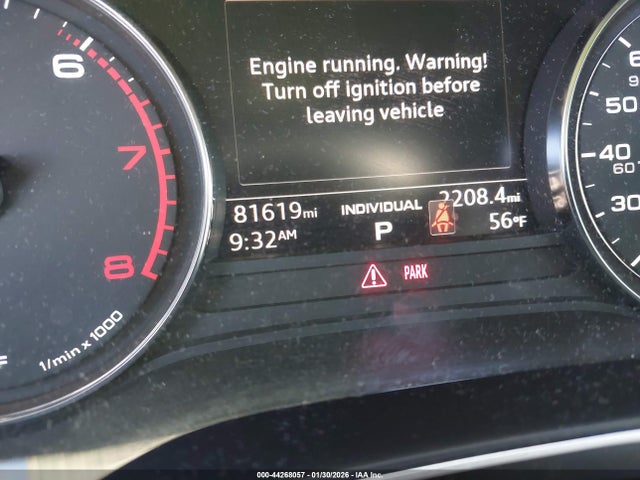 Engine running. Warning!
Turn off ignition before
leaving vehicle
81619mi INDIVIDUAL 2208.4mi
9:32AM P 56°F
PARK
6
7
8
1/min x 1000
F
50
40
60
30
000-44268057 - 01/30/2026 - IAA Inc.